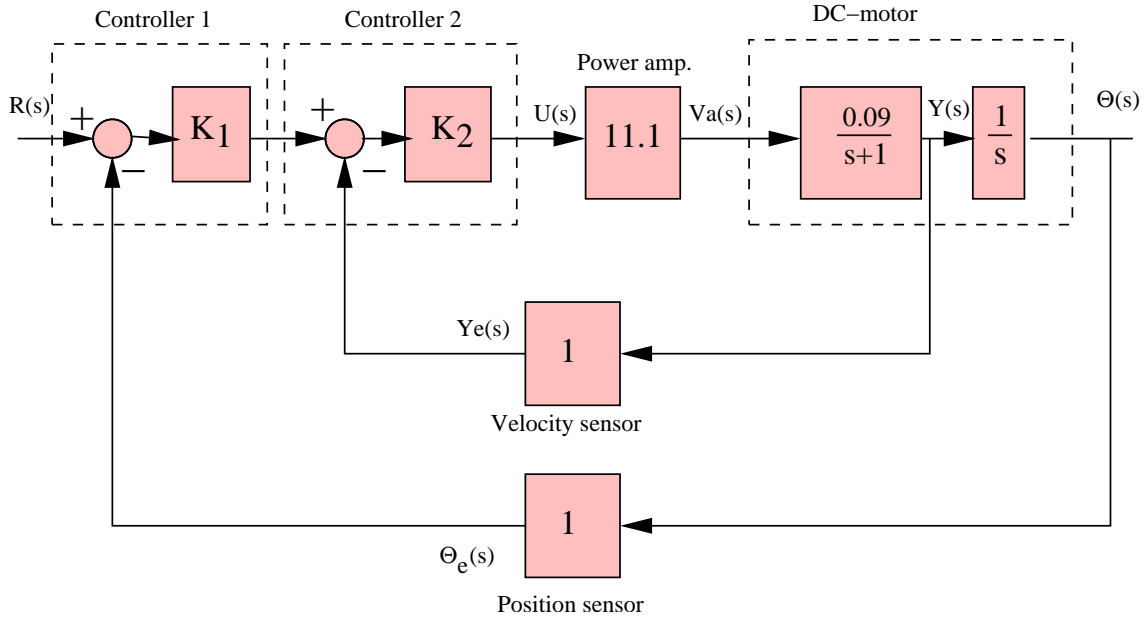 Controller 1
Controller 2
DC−motor
Power amp.
R(s)
+
−
K1
+
−
K2
U(s)
11.1
Va(s)
0.09
s+1
Y(s)
1
s
Θ(s)
Ye(s)
1
Velocity sensor
1
Θe(s)
Position sensor